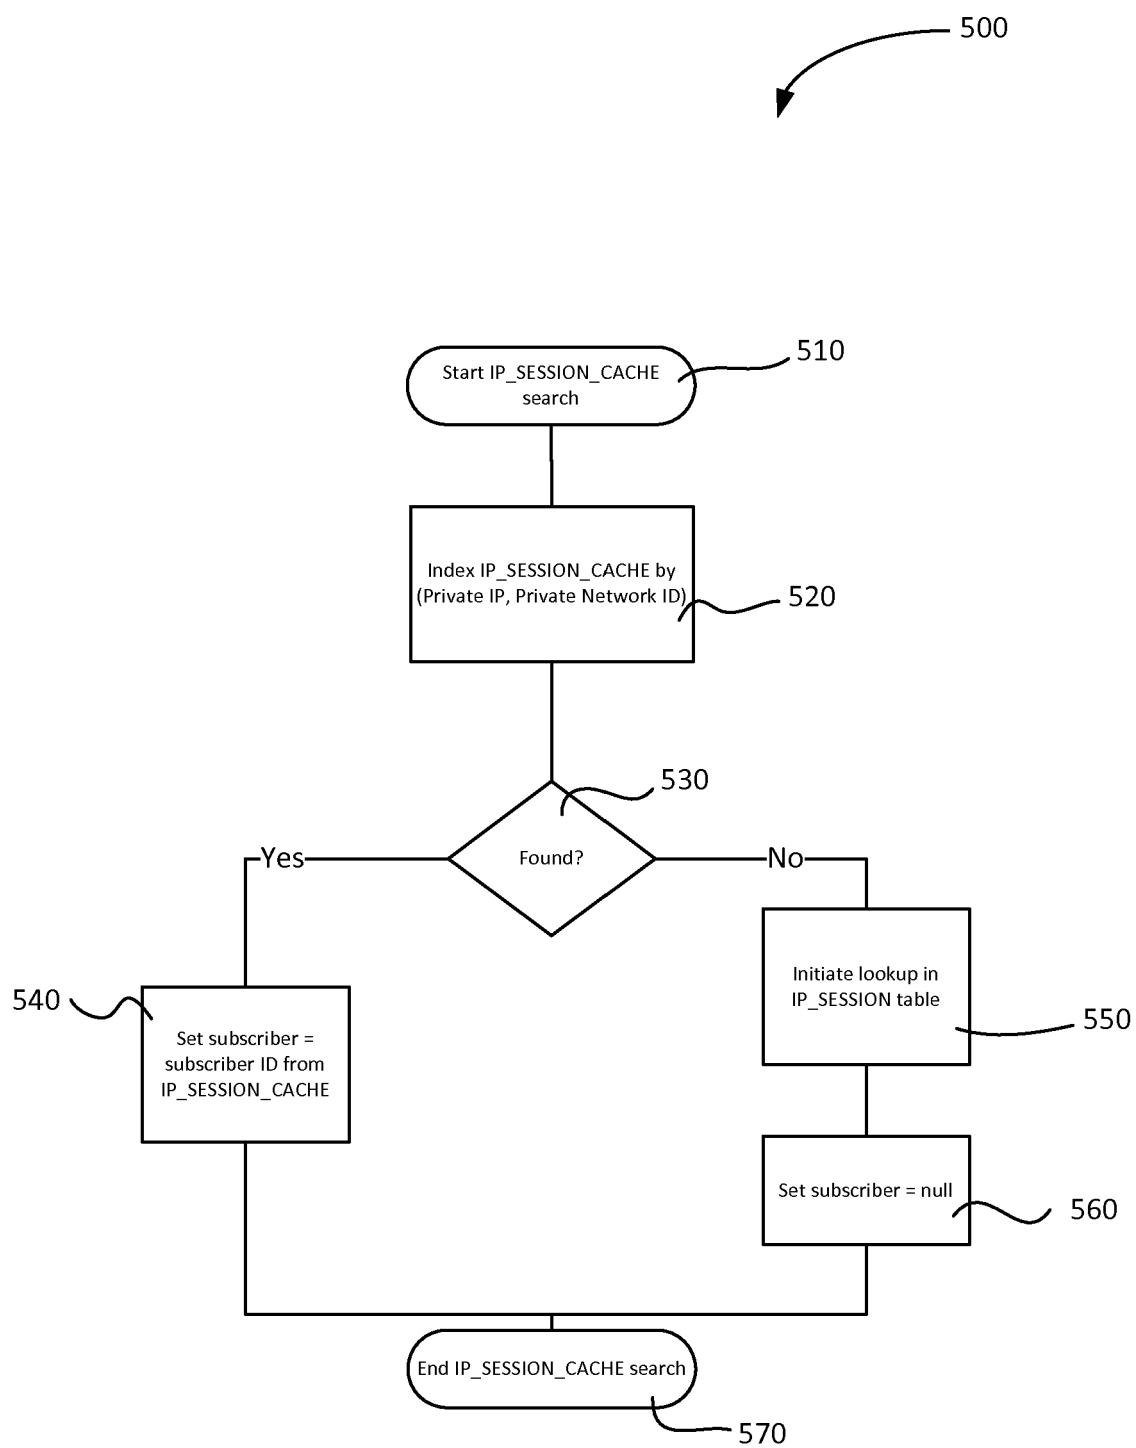 500
510
Start IP_SESSION_CACHE
search
Index IP_SESSION_CACHE by
(Private IP, Private Network ID)
520
530
Found?
Yes
No
540
Set subscriber =
subscriber ID from
IP_SESSION_CACHE
Initiate lookup in
IP_SESSION table
550
Set subscriber = null
560
End IP_SESSION_CACHE search
570